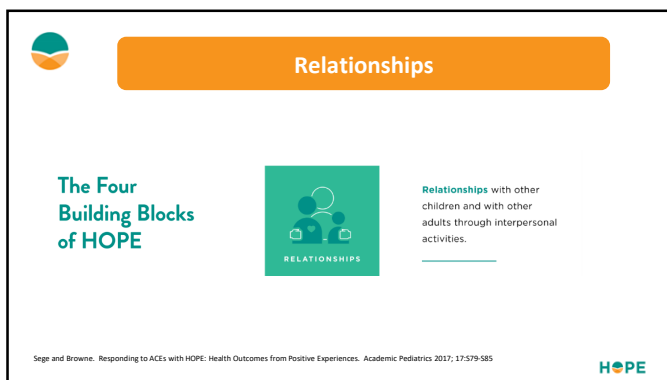 Relationships
The Four
Building Blocks
of HOPE
RELATIONSHIPS
Relationships with other
children and with other
adults through interpersonal
activities.
Sege and Browne. Responding to ACEs with HOPE: Health Outcomes from Positive Experiences. Academic Pediatrics 2017; 17:S79-S85
HOPE